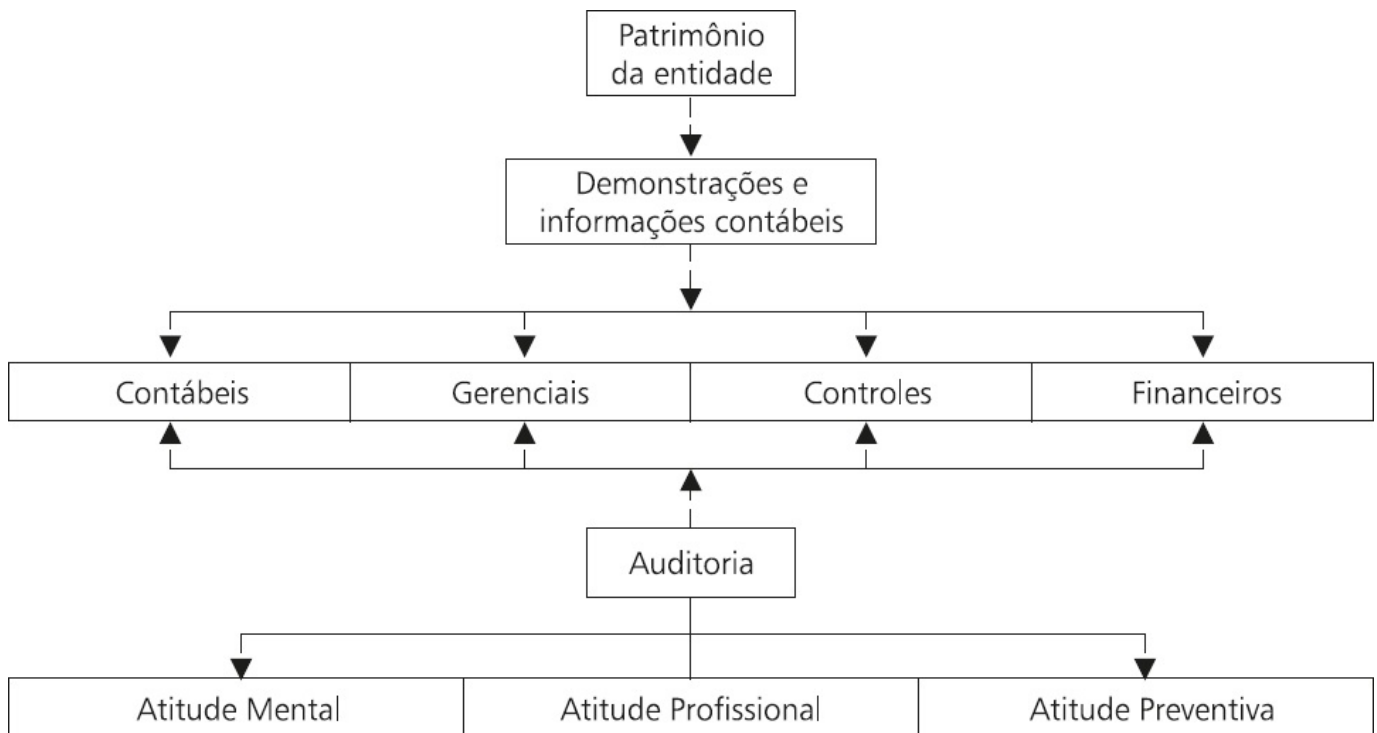 Patrimônio
da entidade
Demonstrações e
informações contábeis
Contábeis
Gerenciais
Controles
Financeiros
Auditoria
Atitude Mental
Atitude Profissional
Atitude Preventiva